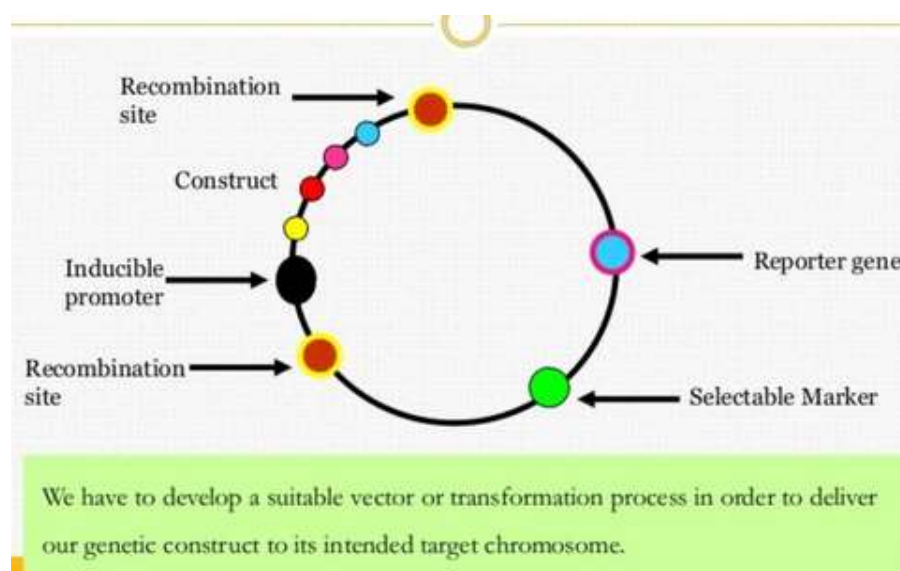 Recombination
site
Construct
Inducible
promoter
Reporter gene
Recombination
site
Selectable Marker
We have to develop a suitable vector or transformation process in order to deliver
our genetic construct to its intended target chromosome.